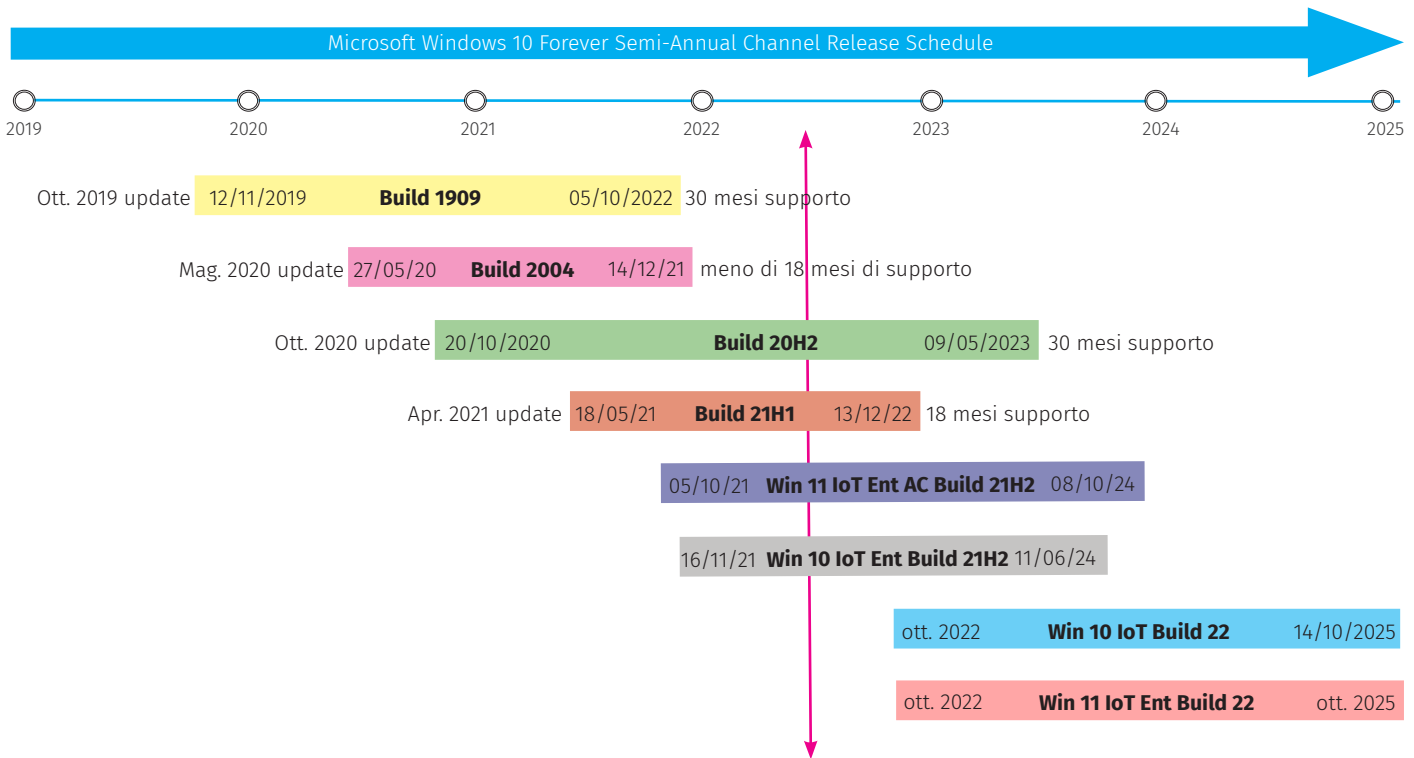 Microsoft Windows 10 Forever Semi-Annual Channel Release Schedule
2019 2020 2021 2022 2023 2024 2025
Ott. 2019 update 12/11/2019 Build 1909 05/10/2022 30 mesi supporto
Mag. 2020 update 27/05/20 Build 2004 14/12/21 meno di 18 mesi di supporto
Ott. 2020 update 20/10/2020 Build 20H2 09/05/2023 30 mesi supporto
Apr. 2021 update 18/05/21 Build 21H1 13/12/22 18 mesi supporto
05/10/21 Win 11 IoT Ent AC Build 21H2 08/10/24
16/11/21 Win 10 IoT Ent Build 21H2 11/06/24
ott. 2022 Win 10 IoT Build 22 14/10/2025
ott. 2022 Win 11 IoT Ent Build 22 ott. 2025